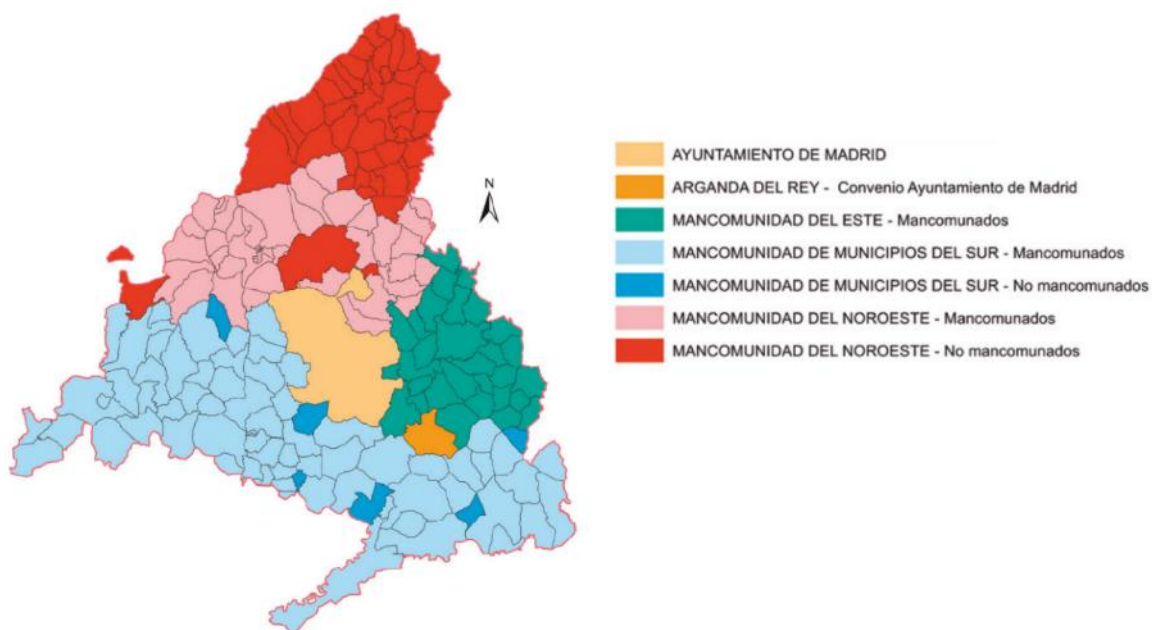 N
AYUNTAMIENTO DE MADRID
ARGANDA DEL REY - Convenio Ayuntamiento de Madrid
MANCOMUNIDAD DEL ESTE - Mancomunados
MANCOMUNIDAD DE MUNICIPIOS DEL SUR - Mancomunados
MANCOMUNIDAD DE MUNICIPIOS DEL SUR - No mancomunados
MANCOMUNIDAD DEL NOROESTE - Mancomunados
MANCOMUNIDAD DEL NOROESTE - No mancomunados